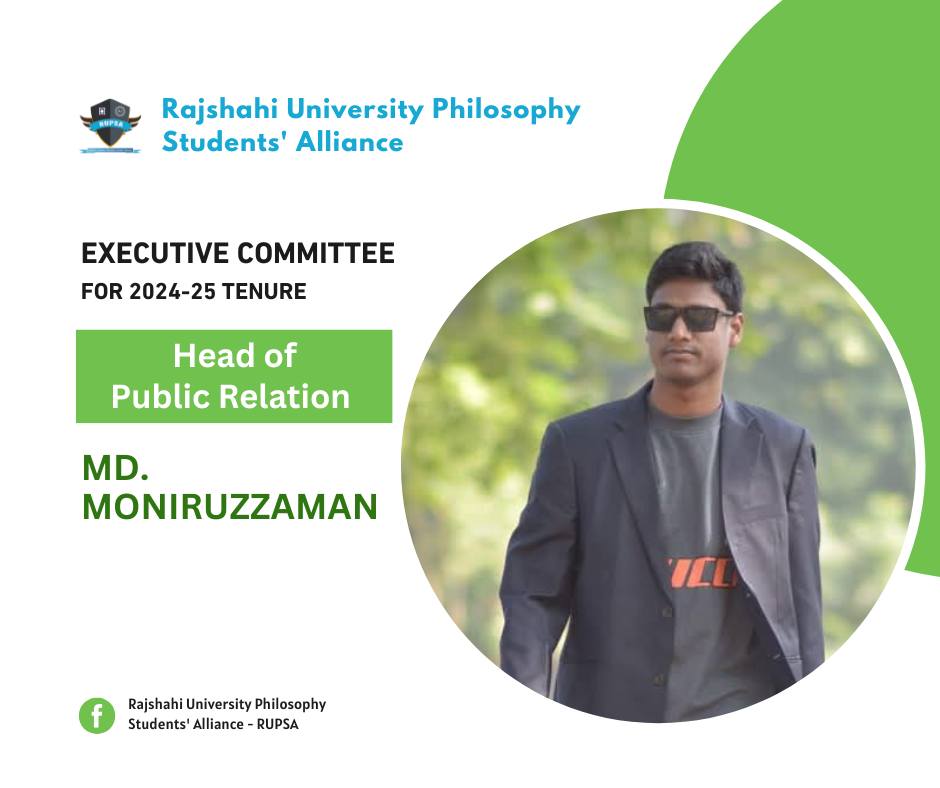 RUPSA
Rajshahi University Philosophy
Students' Alliance
EXECUTIVE COMMITTEE
FOR 2024-25 TENURE
Head of
Public Relation
MD.
MONIRUZZAMAN
Rajshahi University Philosophy
Students' Alliance - RUPSA